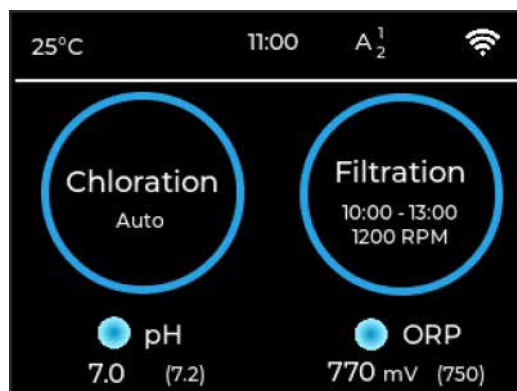 25°C 11:00 A 1 2
Chloration
Auto
Filtration
10:00 - 13:00
1200 RPM
pH
7.0 (7.2)
ORP
770 mV (750)